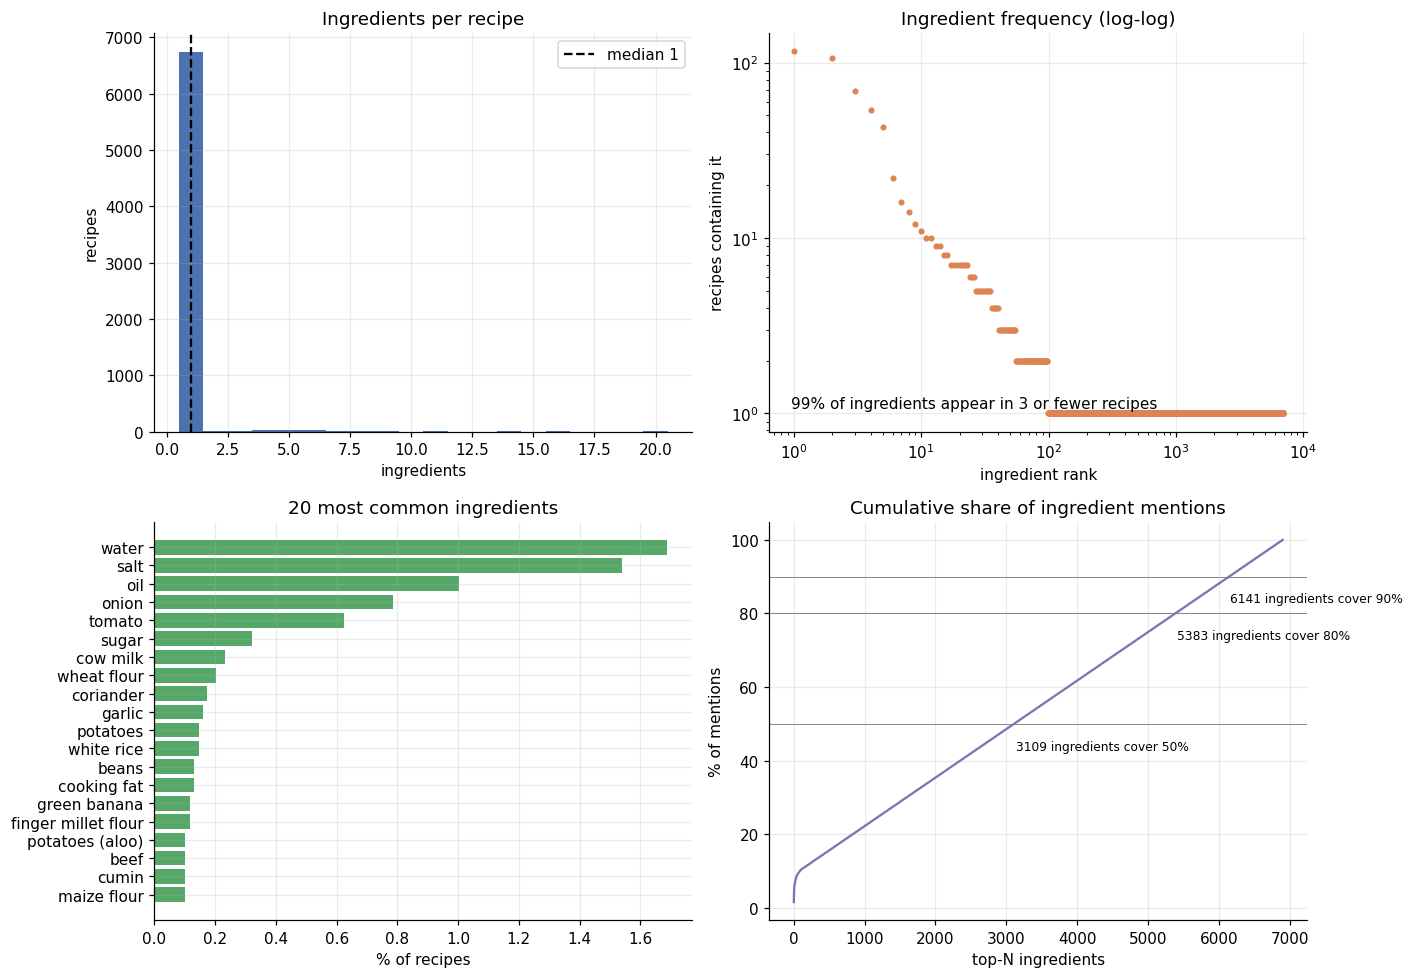 Ingredients per recipe
7000
6000
5000
4000
3000
2000
1000
0
recipes
median 1
0.0 2.5 5.0 7.5 10.0 12.5 15.0 17.5 20.0
ingredients
Ingredient frequency (log-log)
10²
10¹
10⁰
recipes containing it
99% of ingredients appear in 3 or fewer recipes
10⁰ 10¹ 10² 10³ 10⁴
ingredient rank
20 most common ingredients
water
salt
oil
onion
tomato
sugar
cow milk
wheat flour
coriander
garlic
potatoes
white rice
beans
cooking fat
green banana
finger millet flour
potatoes (aloo)
beef
cumin
maize flour
0.0 0.2 0.4 0.6 0.8 1.0 1.2 1.4 1.6
% of recipes
Cumulative share of ingredient mentions
100
80
60
40
20
0
% of mentions
6141 ingredients cover 90%
5383 ingredients cover 80%
3109 ingredients cover 50%
0 1000 2000 3000 4000 5000 6000 7000
top-N ingredients